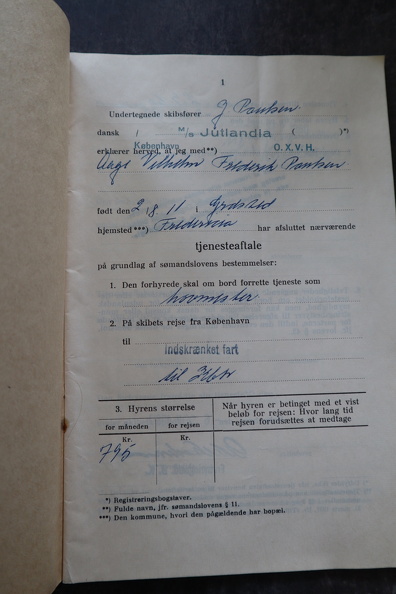 1
Undertegnede skibsfører J Poulsen
dansk ( M/S Jutlandia ( )*)
København O.X.V.H.
erklærer herved, at jeg med**)
Aage Vilhelm Frederik Poulsen
født den 2/8 11 i
hjemsted***) Fredericia har afsluttet nærværende
tjenesteaftale
på grundlag af sømandslovens bestemmelser:
1. Den forhyrede skal om bord forrette tjeneste som
hovmester
2. På skibets rejse fra København
til indskrænket fart
til
3. Hyrens størrelse
for måneden for rejsen
Kr. Kr.
795
Når hyren er betinget med et vist
beløb for rejsen: Hvor lang tid
rejsen forudsættes at medtage
*) Registreringsbogstaver.
**) Fulde navn, jfr. sømandslovens § 11.
***) Den kommune, hvori den pågældende har bopæl.